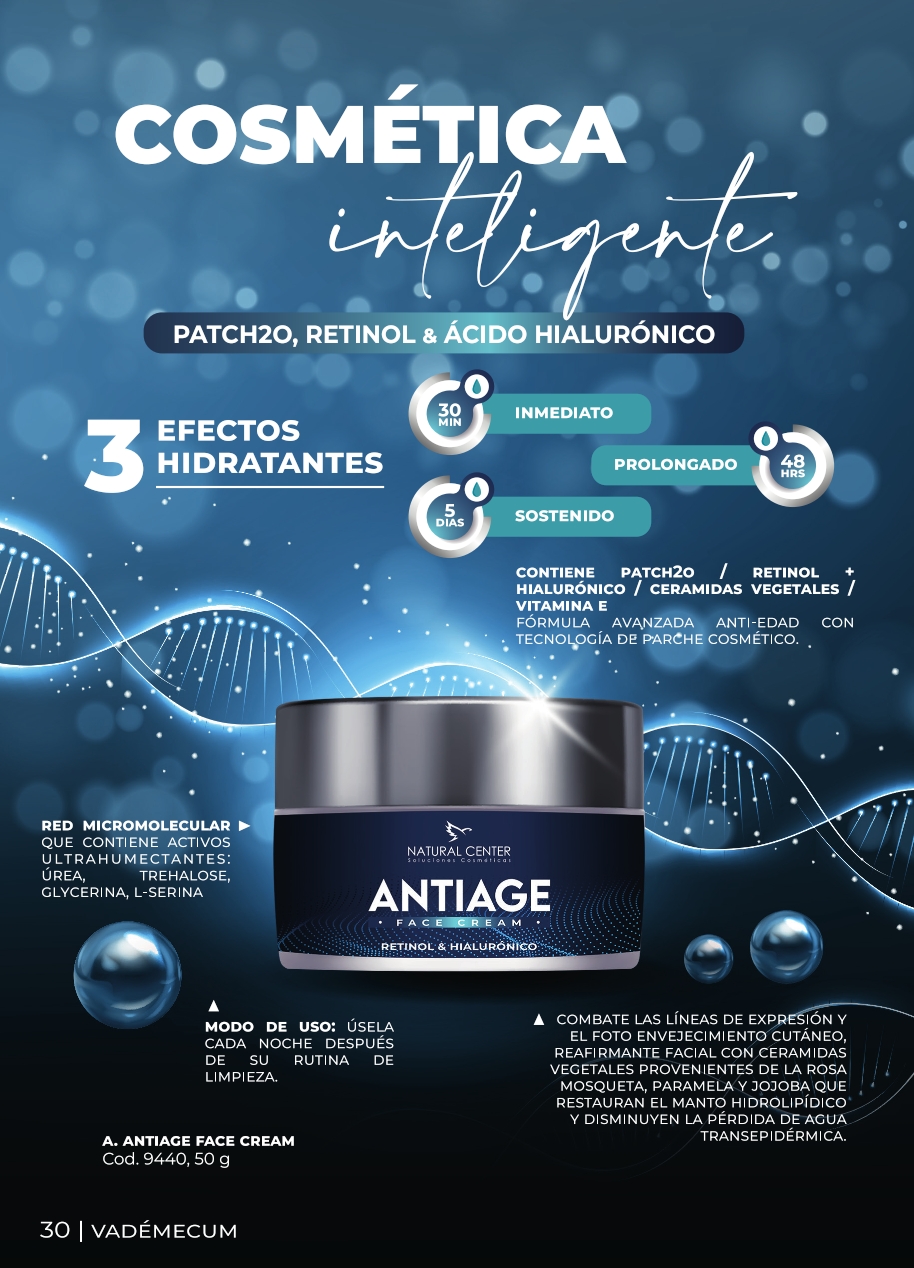 COSMÉTICA
inteligente
PATCH2O, RETINOL & ÁCIDO HIALURÓNICO
3 EFECTOS
HIDRATANTES
30
MIN
INMEDIATO
PROLONGADO
48
HRS
5
DIAS
SOSTENIDO
CONTIENE PATCH2O / RETINOL +
HIALURÓNICO / CERAMIDAS VEGETALES /
VITAMINA E
FÓRMULA AVANZADA ANTI-EDAD CON
TECNOLOGÍA DE PARCHE COSMÉTICO.
RED MICROMOLECULAR ▶
QUE CONTIENE ACTIVOS
ULTRAHUMECTANTES:
ÚREA, TREHALOSE,
GLYCERINA, L-SERINA
NATURAL CENTER
Soluciones Cosméticas
ANTIAGE
• FACE CREAM •
RETINOL & HIALURÓNICO
▲
MODO DE USO: ÚSELA
CADA NOCHE DESPUÉS
DE SU RUTINA DE
LIMPIEZA.
▲ COMBATE LAS LÍNEAS DE EXPRESIÓN Y
EL FOTO ENVEJECIMIENTO CUTÁNEO,
REAFIRMANTE FACIAL CON CERAMIDAS
VEGETALES PROVENIENTES DE LA ROSA
MOSQUETA, PARAMELA Y JOJOBA QUE
RESTAURAN EL MANTO HIDROLIPÍDICO
Y DISMINUYEN LA PÉRDIDA DE AGUA
TRANSEPIDÉRMICA.
A. ANTIAGE FACE CREAM
Cod. 9440, 50 g
30 | VADÉMECUM